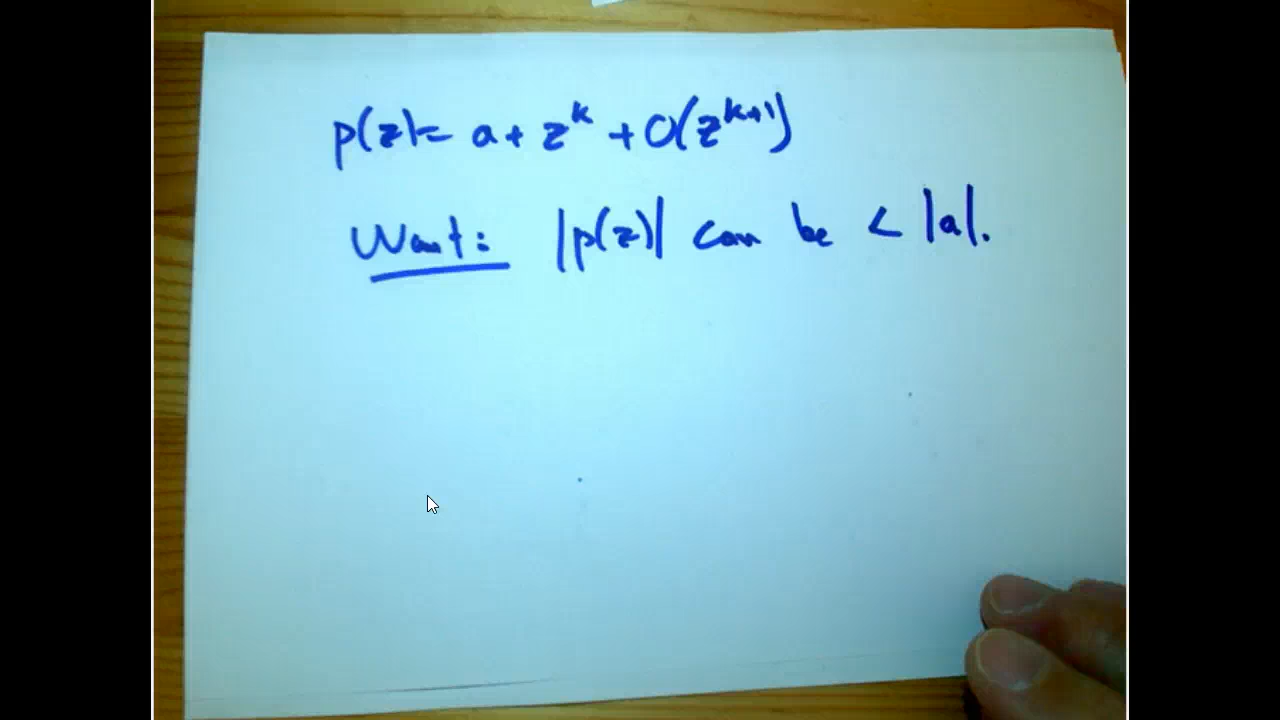 p(z)= a + z^k + O(z^{k+1})
Want: |p(z)| can be < |a|.